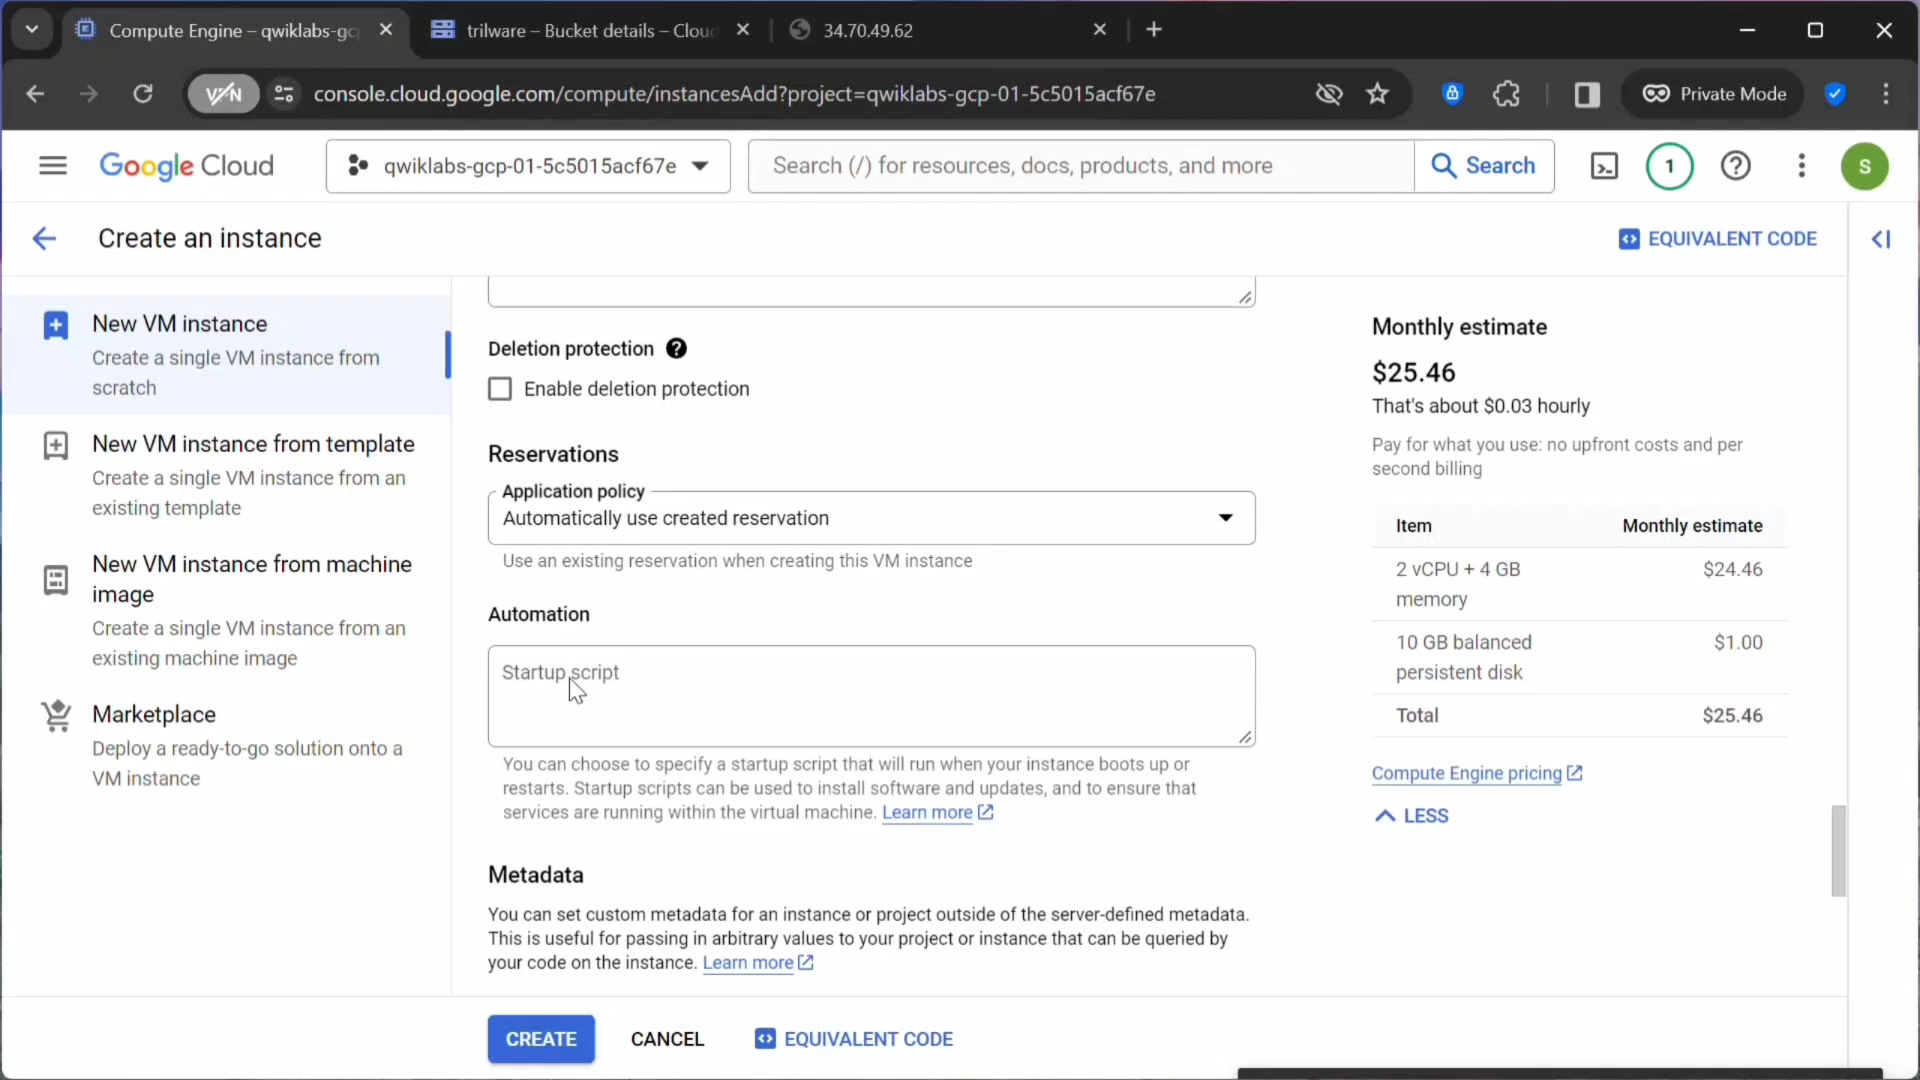 Compute Engine – qwiklabs-gc
trilware – Bucket details – Cloud
34.70.49.62
VPN
console.cloud.google.com/compute/instancesAdd?project=qwiklabs-gcp-01-5c5015acf67e
Private Mode
Google Cloud
qwiklabs-gcp-01-5c5015acf67e
Search (/) for resources, docs, products, and more
Search
1
S
Create an instance
EQUIVALENT CODE
New VM instance
Create a single VM instance from
scratch
New VM instance from template
Create a single VM instance from an
existing template
New VM instance from machine
image
Create a single VM instance from an
existing machine image
Marketplace
Deploy a ready-to-go solution onto a
VM instance
Deletion protection
Enable deletion protection
Reservations
Application policy
Automatically use created reservation
Use an existing reservation when creating this VM instance
Automation
Startup script
You can choose to specify a startup script that will run when your instance boots up or
restarts. Startup scripts can be used to install software and updates, and to ensure that
services are running within the virtual machine. Learn more
Metadata
You can set custom metadata for an instance or project outside of the server-defined metadata.
This is useful for passing in arbitrary values to your project or instance that can be queried by
your code on the instance. Learn more
Monthly estimate
$25.46
That's about $0.03 hourly
Pay for what you use: no upfront costs and per
second billing
Item Monthly estimate
2 vCPU + 4 GB $24.46
memory
10 GB balanced $1.00
persistent disk
Total $25.46
Compute Engine pricing
LESS
CREATE
CANCEL
EQUIVALENT CODE